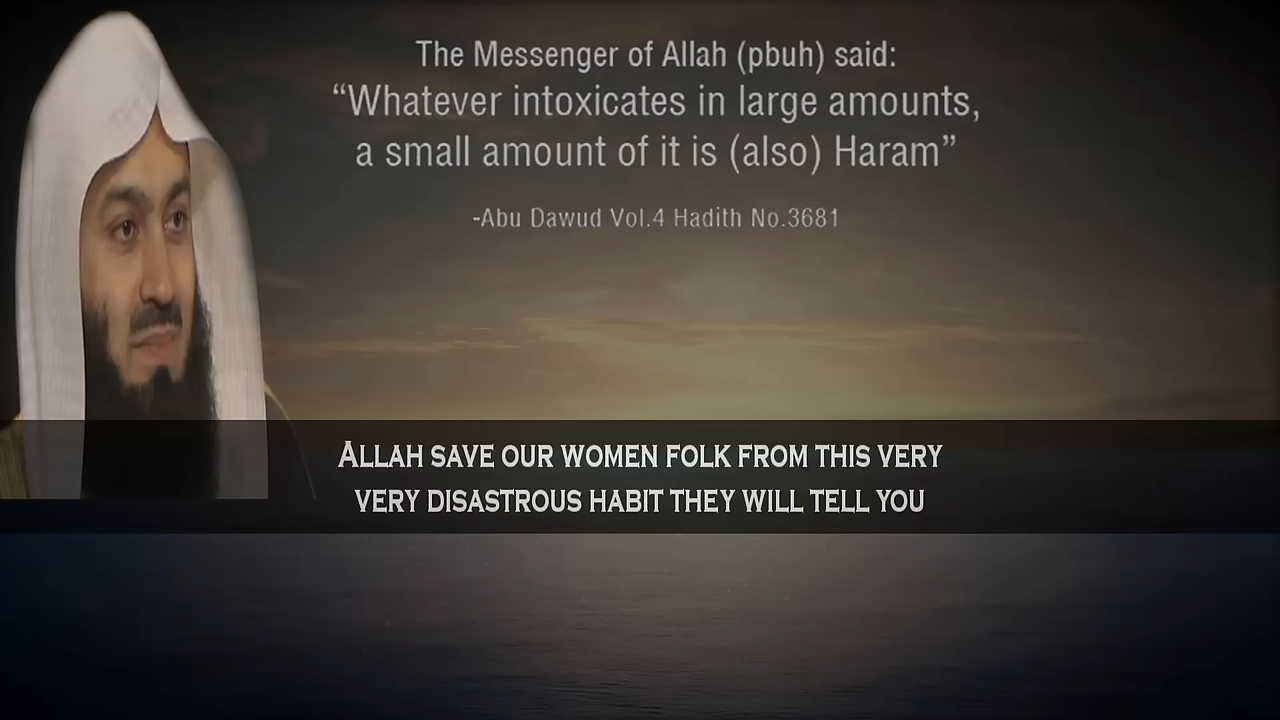 The Messenger of Allah (pbuh) said:
“Whatever intoxicates in large amounts,
a small amount of it is (also) Haram”
-Abu Dawud Vol.4 Hadith No.3681
ALLAH SAVE OUR WOMEN FOLK FROM THIS VERY
VERY DISASTROUS HABIT THEY WILL TELL YOU